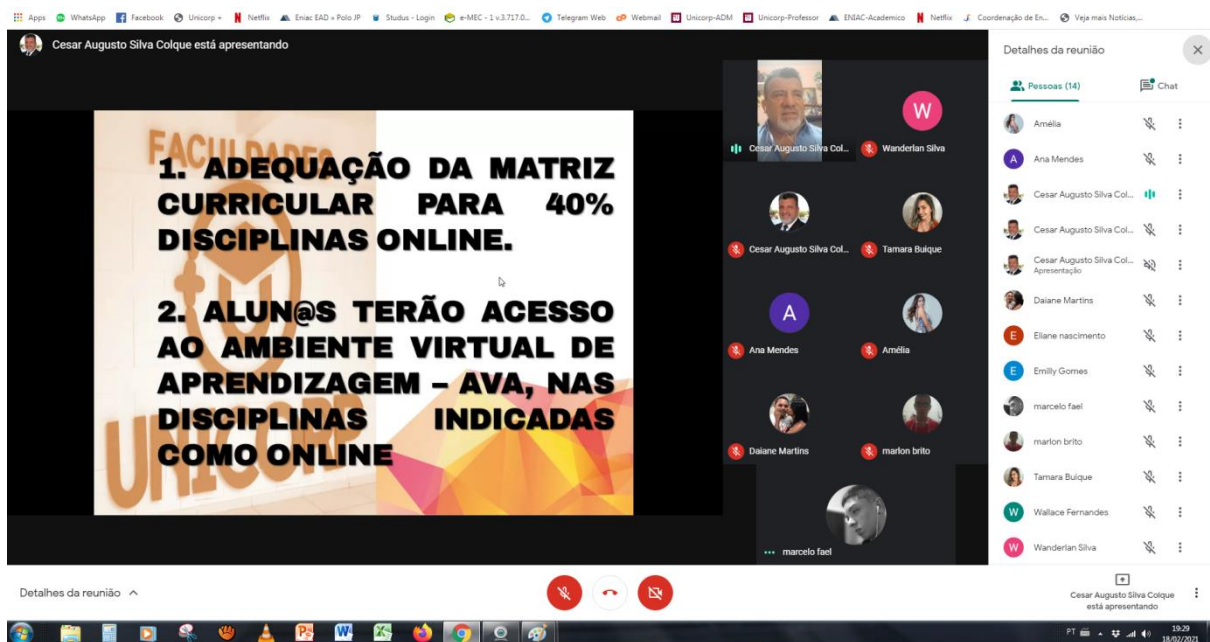 Apps WhatsApp Facebook Unicorp + Netflix Eniac EAD » Polo JP Studus - Login e-MEC - 1 v.3.717.0... Telegram Web Webmail Unicorp-ADM Unicorp-Professor ENIAC-Academico Netflix Coordenação de En... Veja mais Notícias,...
Cesar Augusto Silva Colque está apresentando
FACULDADES
1. ADEQUAÇÃO DA MATRIZ
CURRICULAR PARA 40%
DISCIPLINAS ONLINE.
2. ALUN@S TERÃO ACESSO
AO AMBIENTE VIRTUAL DE
APRENDIZAGEM – AVA, NAS
DISCIPLINAS INDICADAS
COMO ONLINE
UNICORP
W
Cesar Augusto Silva Col... Wanderlan Silva
Cesar Augusto Silva Col... Tamara Buique
A
Ana Mendes Amélia
Daiane Martins marlon brito
marcelo fael
Detalhes da reunião
Pessoas (14) Chat
Amélia
A Ana Mendes
Cesar Augusto Silva Col...
Cesar Augusto Silva Col...
Cesar Augusto Silva Col...
Apresentação
Daiane Martins
E Eliane nascimento
E Emilly Gomes
marcelo fael
marlon brito
Tamara Buique
W Wallace Fernandes
W Wanderlan Silva
Detalhes da reunião
Cesar Augusto Silva Colque
está apresentando
PT 19:29
18/02/2021